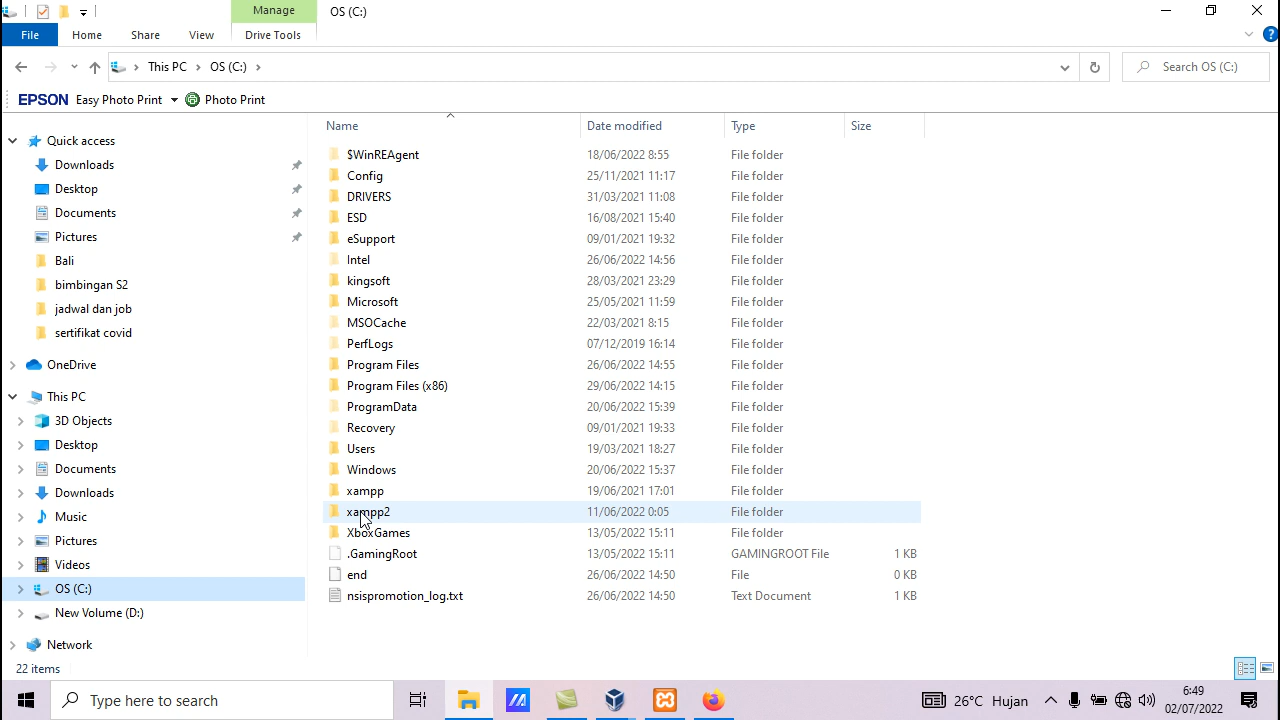 Manage
OS (C:)
File
Home
Share
View
Drive Tools
This PC
OS (C:)
Search OS (C:)
EPSON Easy Photo Print
Photo Print
Quick access
Downloads
Desktop
Documents
Pictures
Bali
bimbingan S2
jadwal dan job
sertifikat covid
OneDrive
This PC
3D Objects
Desktop
Documents
Downloads
Music
Pictures
Videos
OS (C:)
New Volume (D:)
Network
Name Date modified Type Size
$WinREAgent 18/06/2022 8:55 File folder
Config 25/11/2021 11:17 File folder
DRIVERS 31/03/2021 11:08 File folder
ESD 16/08/2021 15:40 File folder
eSupport 09/01/2021 19:32 File folder
Intel 26/06/2022 14:56 File folder
kingsoft 28/03/2021 23:29 File folder
Microsoft 25/05/2021 11:59 File folder
MSOCache 22/03/2021 8:15 File folder
PerfLogs 07/12/2019 16:14 File folder
Program Files 26/06/2022 14:55 File folder
Program Files (x86) 29/06/2022 14:15 File folder
ProgramData 20/06/2022 15:39 File folder
Recovery 09/01/2021 19:33 File folder
Users 19/03/2021 18:27 File folder
Windows 20/06/2022 15:37 File folder
xampp 19/06/2021 17:01 File folder
xampp2 11/06/2022 0:05 File folder
XboxGames 13/05/2022 15:11 File folder
.GamingRoot 13/05/2022 15:11 GAMINGROOT File 1 KB
end 26/06/2022 14:50 File 0 KB
nsispromotion_log.txt 26/06/2022 14:50 Text Document 1 KB
22 items
Type here to search
26°C Hujan
6:49
02/07/2022